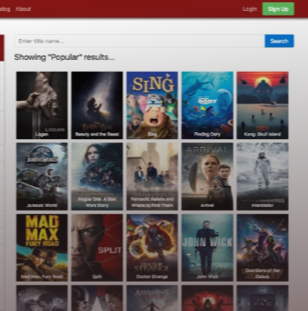 About
Login Sign Up
Enter title name...
Search
Showing "Popular" results...
LOGAN
SING
Logan
Beauty and the Beast
Sing
Finding Dory
Kong: Skull Island
ARRIVAL
Jurassic World
Rogue One: A Star
Wars Story
Fantastic Beasts and
Where to Find Them
Arrival
Interstellar
MAD
MAX
FURY ROAD
SPLIT
DOCTOR
STRANGE
JOHN WICK
Mad Max: Fury Road
Split
Doctor Strange
John Wick
Guardians of the
Galaxy